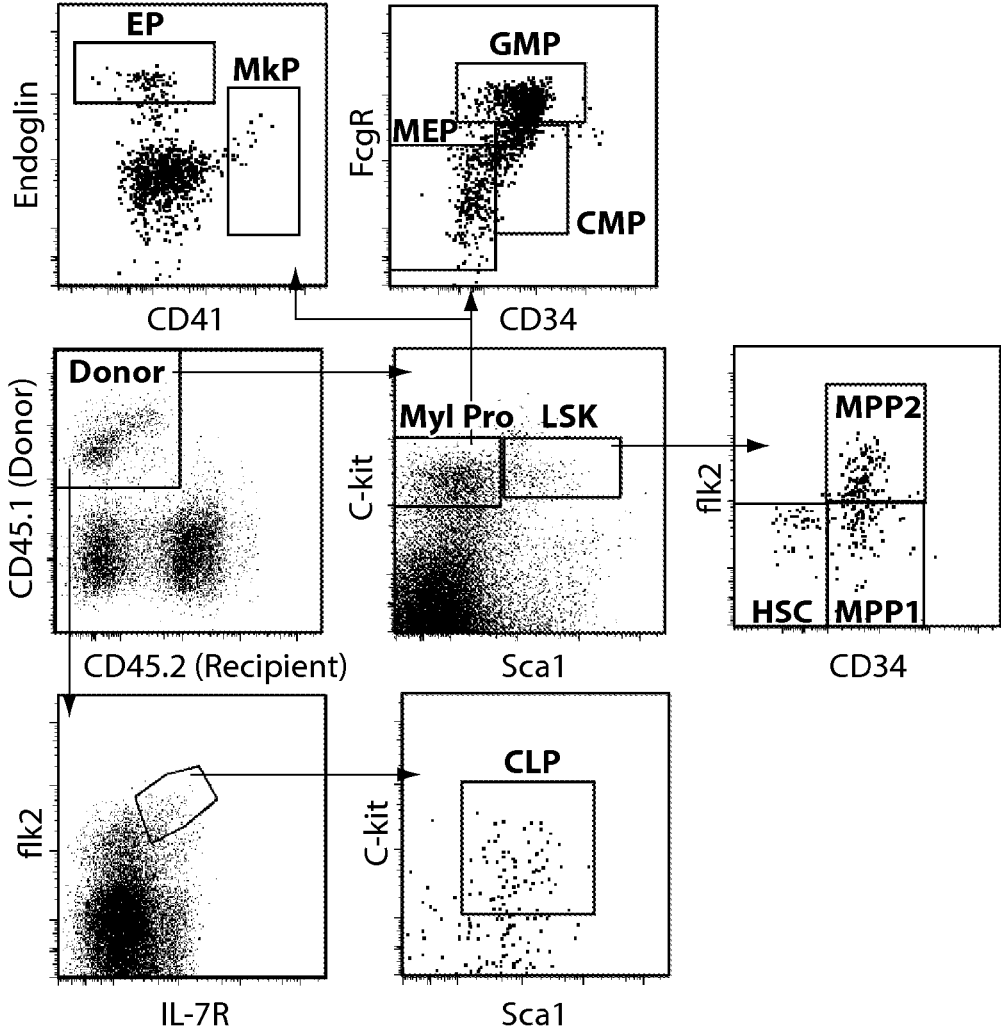 EP
MkP
Endoglin
CD41
GMP
MEP
CMP
FcgR
CD34
Donor
CD45.1 (Donor)
CD45.2 (Recipient)
Myl Pro
LSK
C-kit
Sca1
MPP2
HSC
MPP1
flk2
CD34
flk2
IL-7R
CLP
C-kit
Sca1